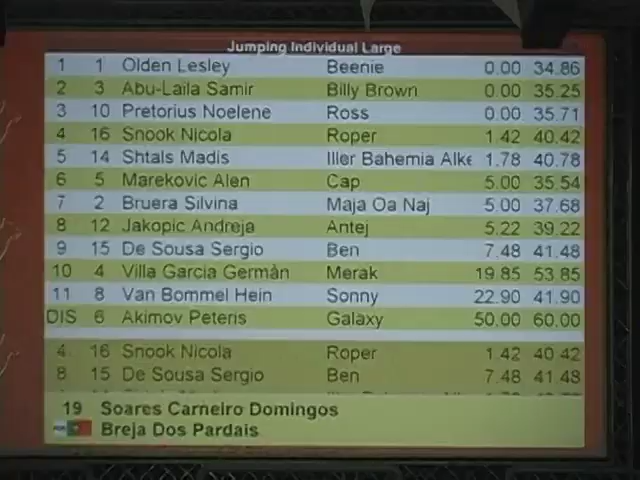 Jumping Individual Large
1 1 Olden Lesley Beenie 0.00 34.86
2 3 Abu-Laila Samir Billy Brown 0.00 35.25
3 10 Pretorius Noelene Ross 0.00 35.71
4 16 Snook Nicola Roper 1.42 40.42
5 14 Shtals Madis Iller Bahemia Alke 1.78 40.78
6 5 Marekovic Alen Cap 5.00 35.54
7 2 Bruera Silvina Maja Oa Naj 5.00 37.68
8 12 Jakopic Andreja Antej 5.22 39.22
9 15 De Sousa Sergio Ben 7.48 41.48
10 4 Villa Garcia Germàn Merak 19.85 53.85
11 8 Van Bommel Hein Sonny 22.90 41.90
DIS 6 Akimov Peteris Galaxy 50.00 60.00
4 16 Snook Nicola Roper 1.42 40.42
8 15 De Sousa Sergio Ben 7.48 41.48
19 Soares Carneiro Domingos
Breja Dos Pardais